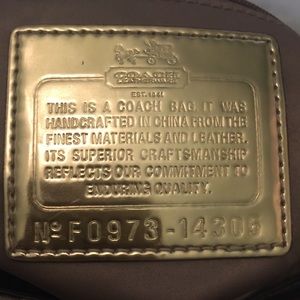 COACH
LEATHERWARE
EST. 1941
THIS IS A COACH BAG. IT WAS
HANDCRAFTED IN CHINA FROM THE
FINEST MATERIALS AND LEATHER.
ITS SUPERIOR CRAFTSMANSHIP
REFLECTS OUR COMMITMENT TO
ENDURING QUALITY.
Nº F0973-14306